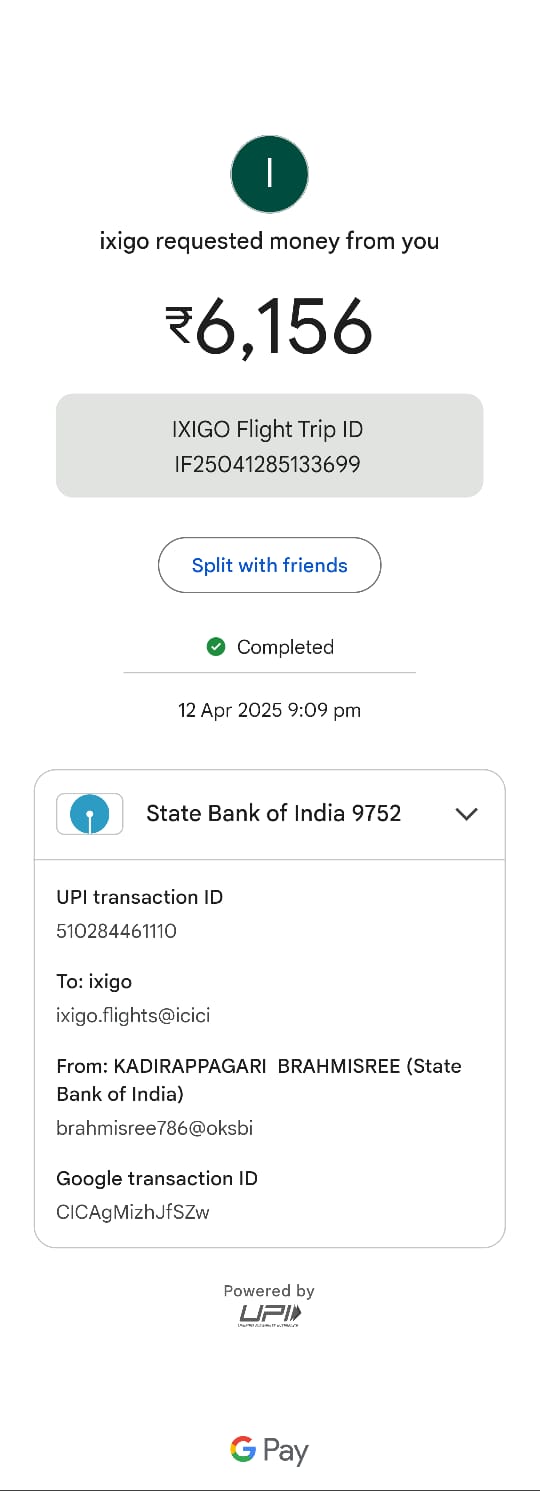 I
ixigo requested money from you
₹6,156
IXIGO Flight Trip ID
IF25041285133699
Split with friends
Completed
12 Apr 2025 9:09 pm
State Bank of India 9752
UPI transaction ID
510284461110
To: ixigo
ixigo.flights@icici
From: KADIRAPPAGARI BRAHMISREE (State
Bank of India)
brahmisree786@oksbi
Google transaction ID
CICAgMizhJfSZw
Powered by
UPI
G Pay